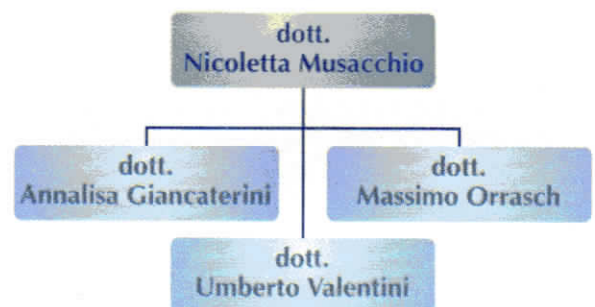 dott.
Nicoletta Musacchio
dott.
Annalisa Giancaterini
dott.
Massimo Orrasch
dott.
Umberto Valentini